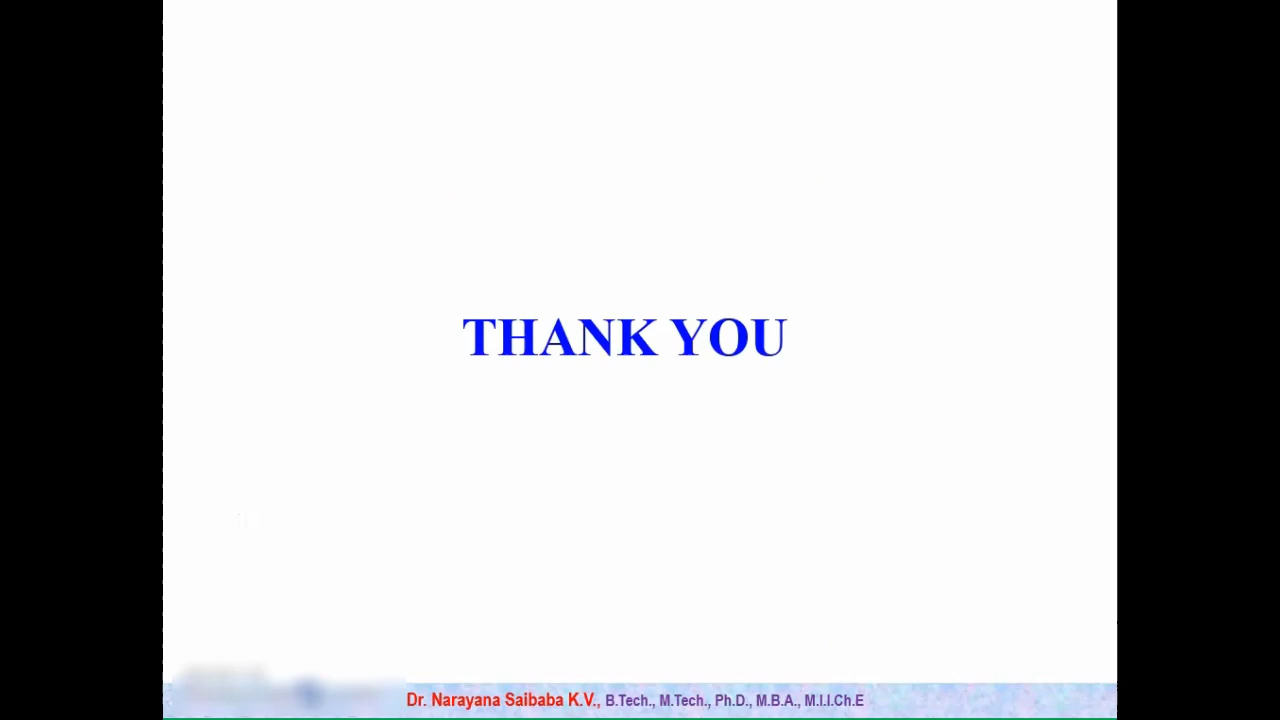 THANK YOU
Dr. Narayana Saibaba K.V., B.Tech., M.Tech., Ph.D., M.B.A., M.I.I.Ch.E